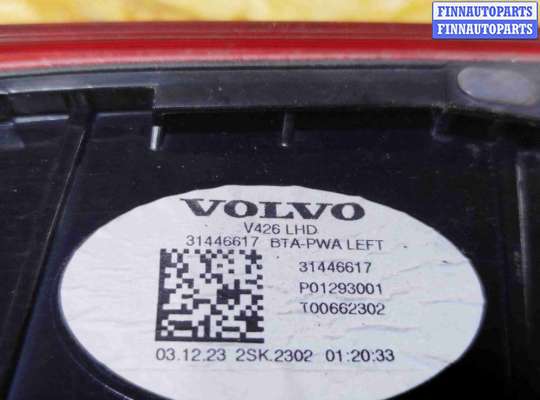 FINNAUTOPARTS
FINNAUTOPARTS
VOLVO
V426 LHD
31446617 BTA-PWA LEFT
31446617
P01293001
T00662302
03.12.23 2SK.2302 01:20:33